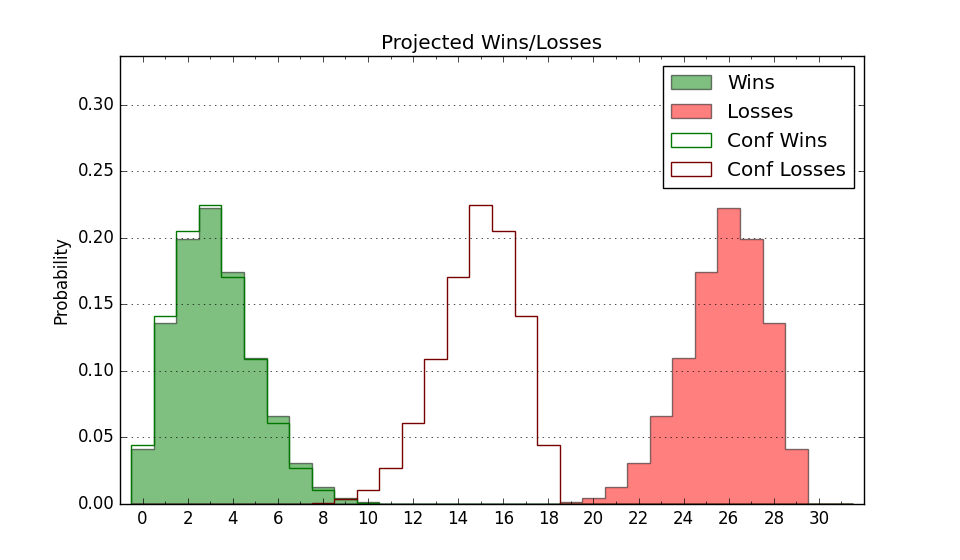 Projected Wins/Losses
Wins
Losses
Conf Wins
Conf Losses
Probability
0.30
0.25
0.20
0.15
0.10
0.05
0.00
0 2 4 6 8 10 12 14 16 18 20 22 24 26 28 30